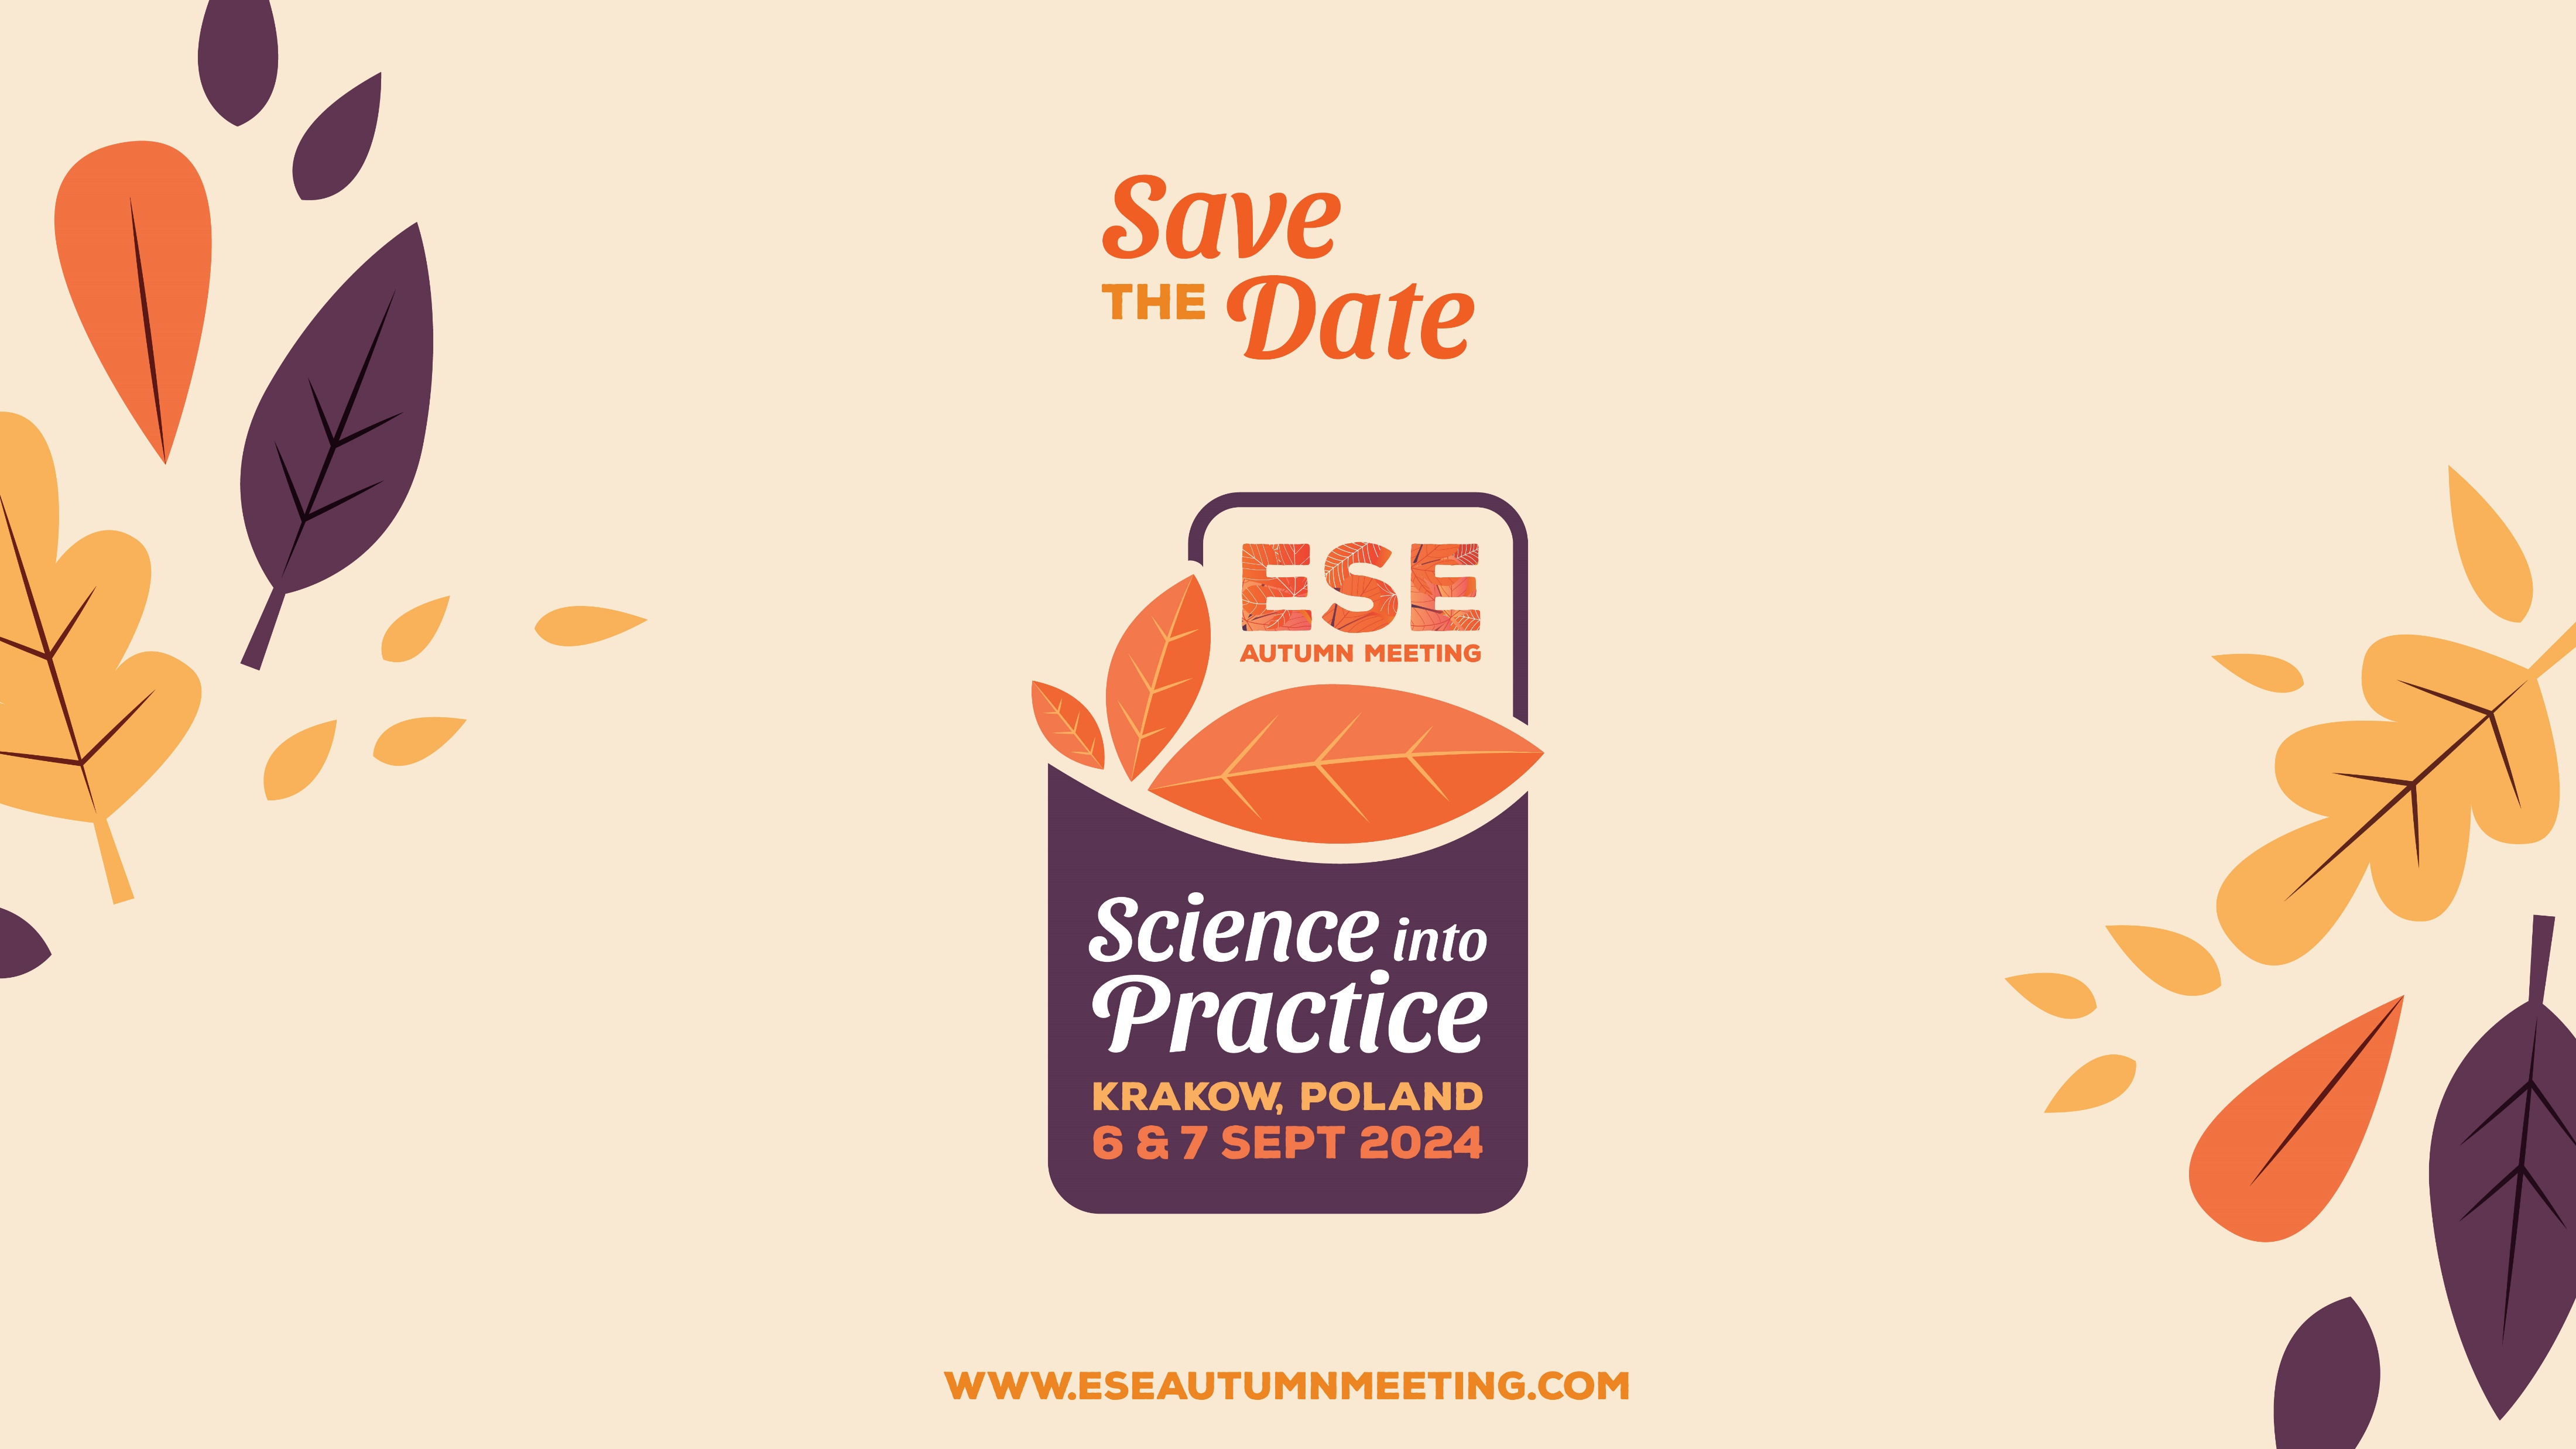 Save
THE Date
ESE
AUTUMN MEETING
Science into
Practice
KRAKOW, POLAND
6 & 7 SEPT 2024
WWW.ESEAUTUMNMEETING.COM